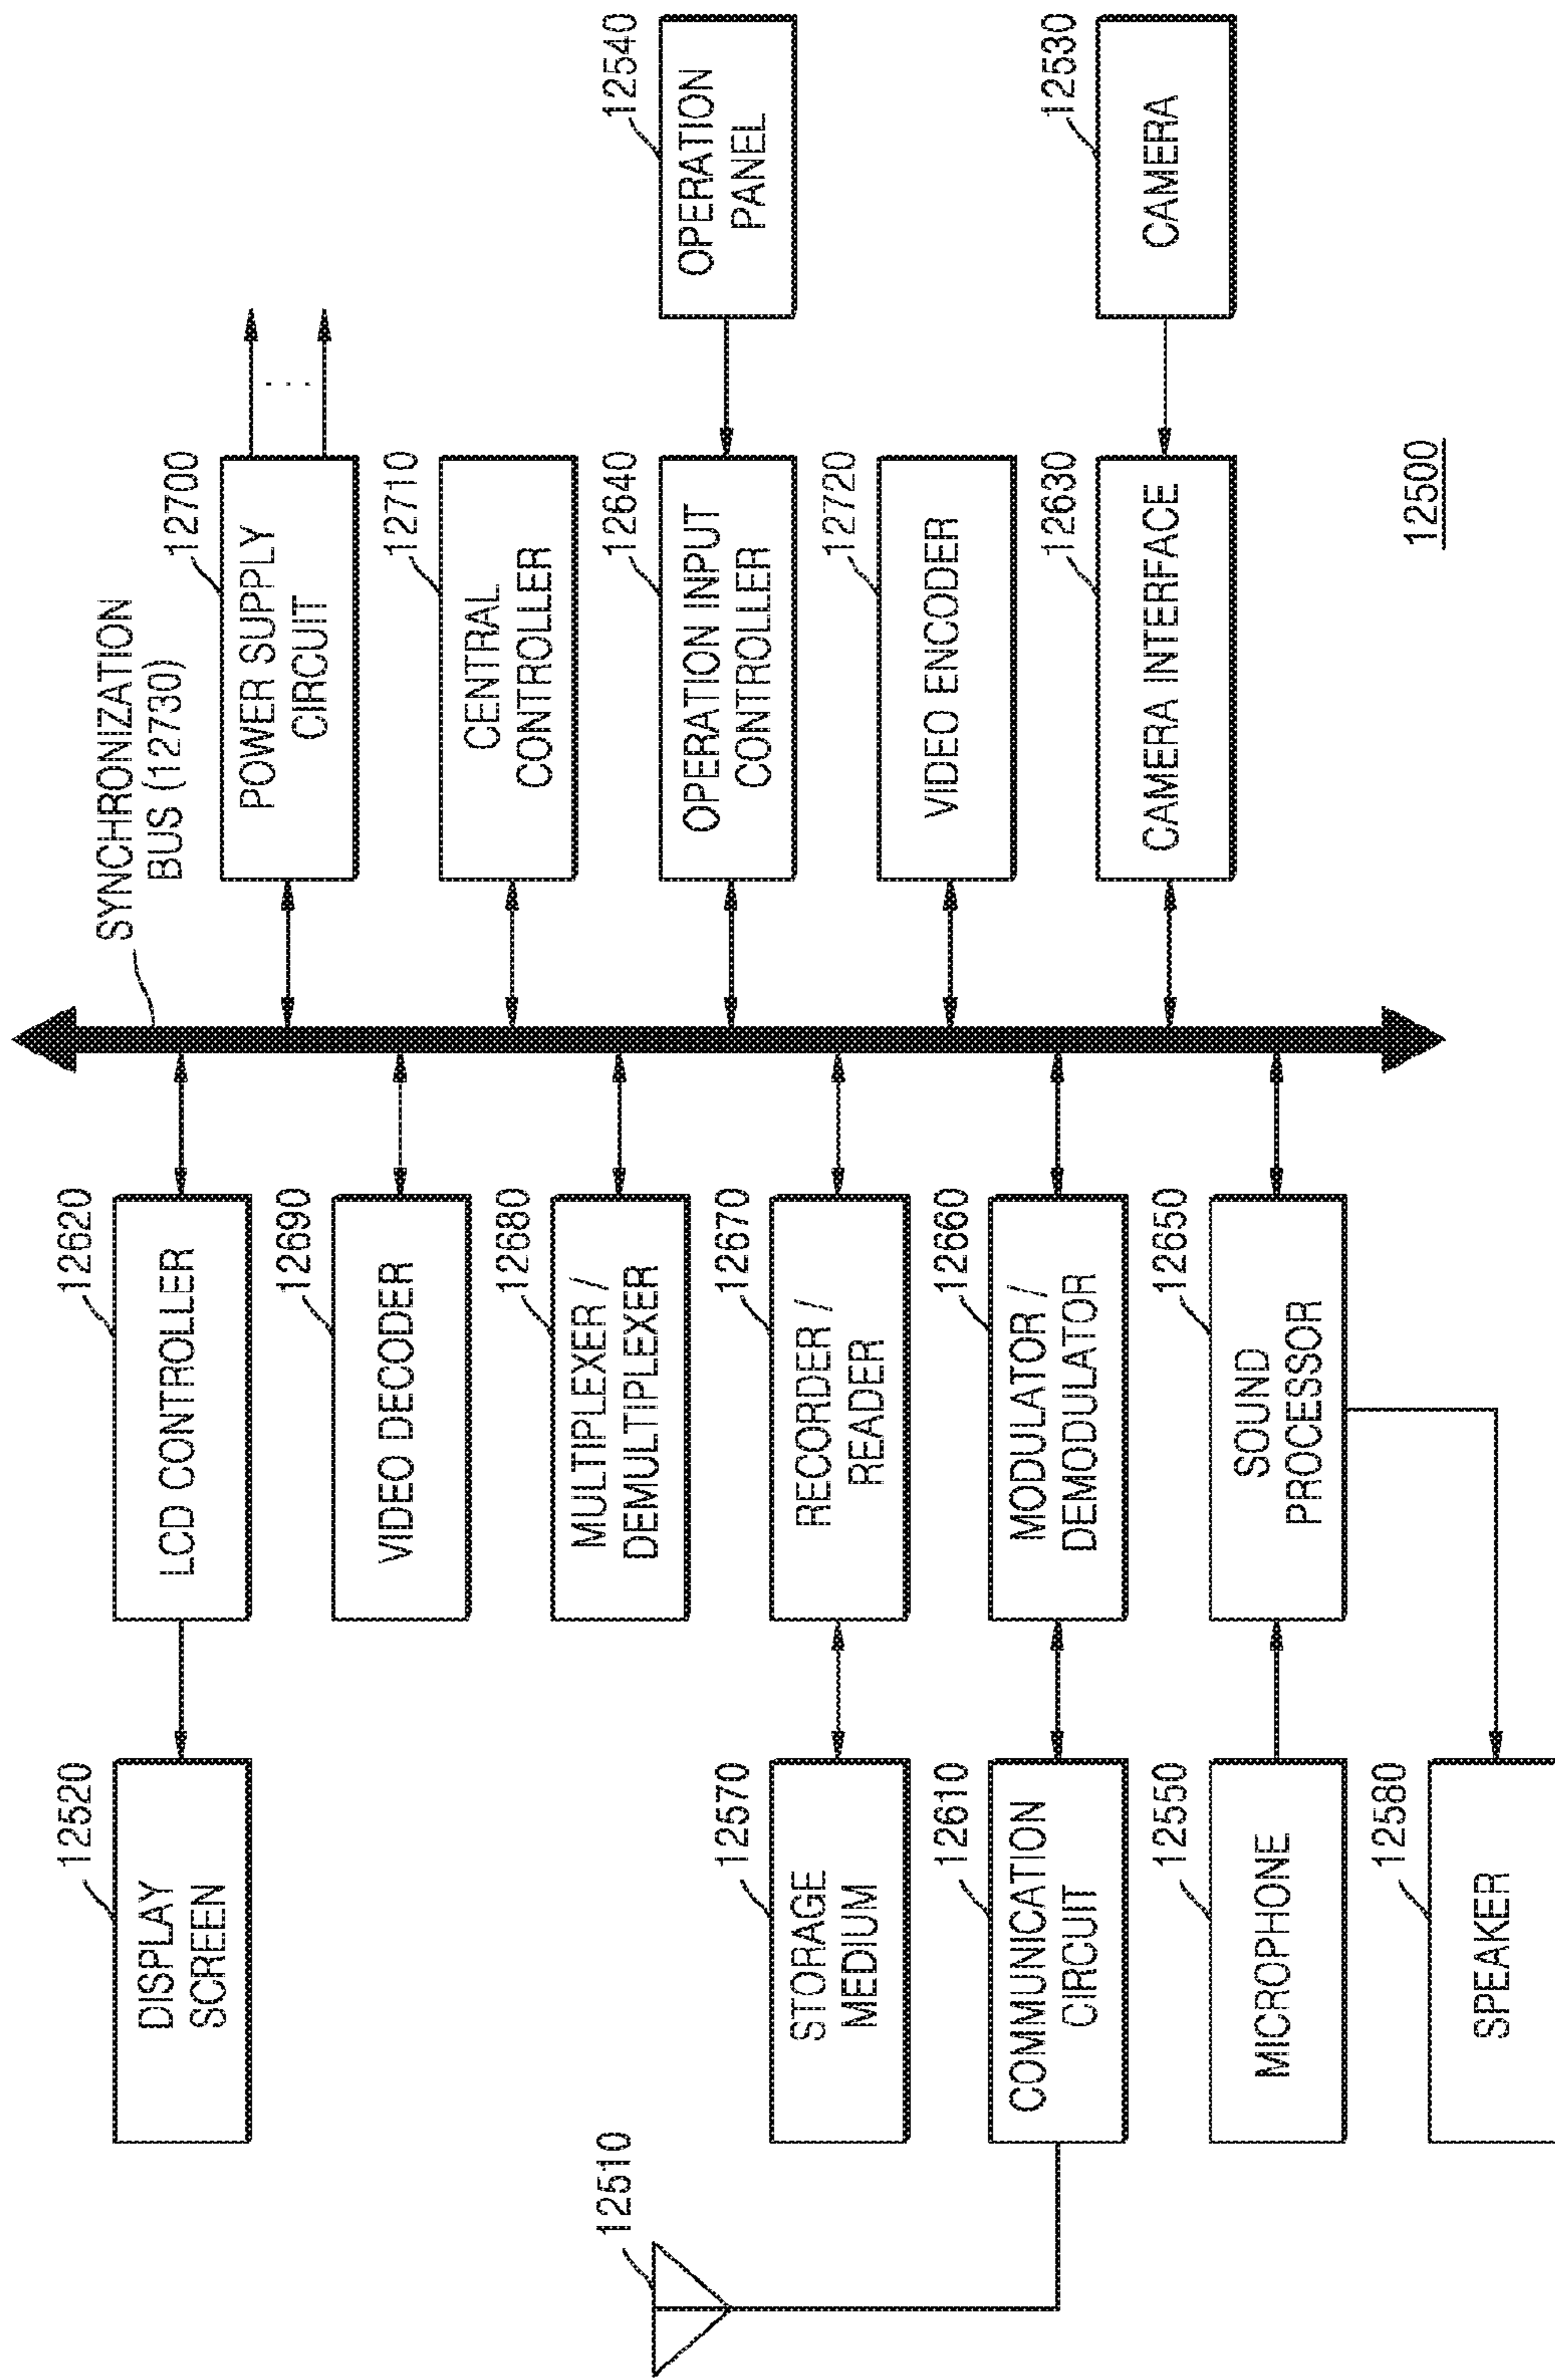 12510
12520
DISPLAY
SCREEN
12620
LCD CONTROLLER
SYNCHRONIZATION
BUS (12730)
12700
POWER SUPPLY
CIRCUIT
. . .
12690
VIDEO DECODER
12710
CENTRAL
CONTROLLER
12680
MULTIPLEXER /
DEMULTIPLEXER
12640
OPERATION INPUT
CONTROLLER
12540
OPERATION
PANEL
12570
STORAGE
MEDIUM
12670
RECORDER /
READER
12720
VIDEO ENCODER
12610
COMMUNICATION
CIRCUIT
12660
MODULATOR /
DEMODULATOR
12630
CAMERA INTERFACE
12530
CAMERA
12550
MICROPHONE
12650
SOUND
PROCESSOR
12580
SPEAKER
12500